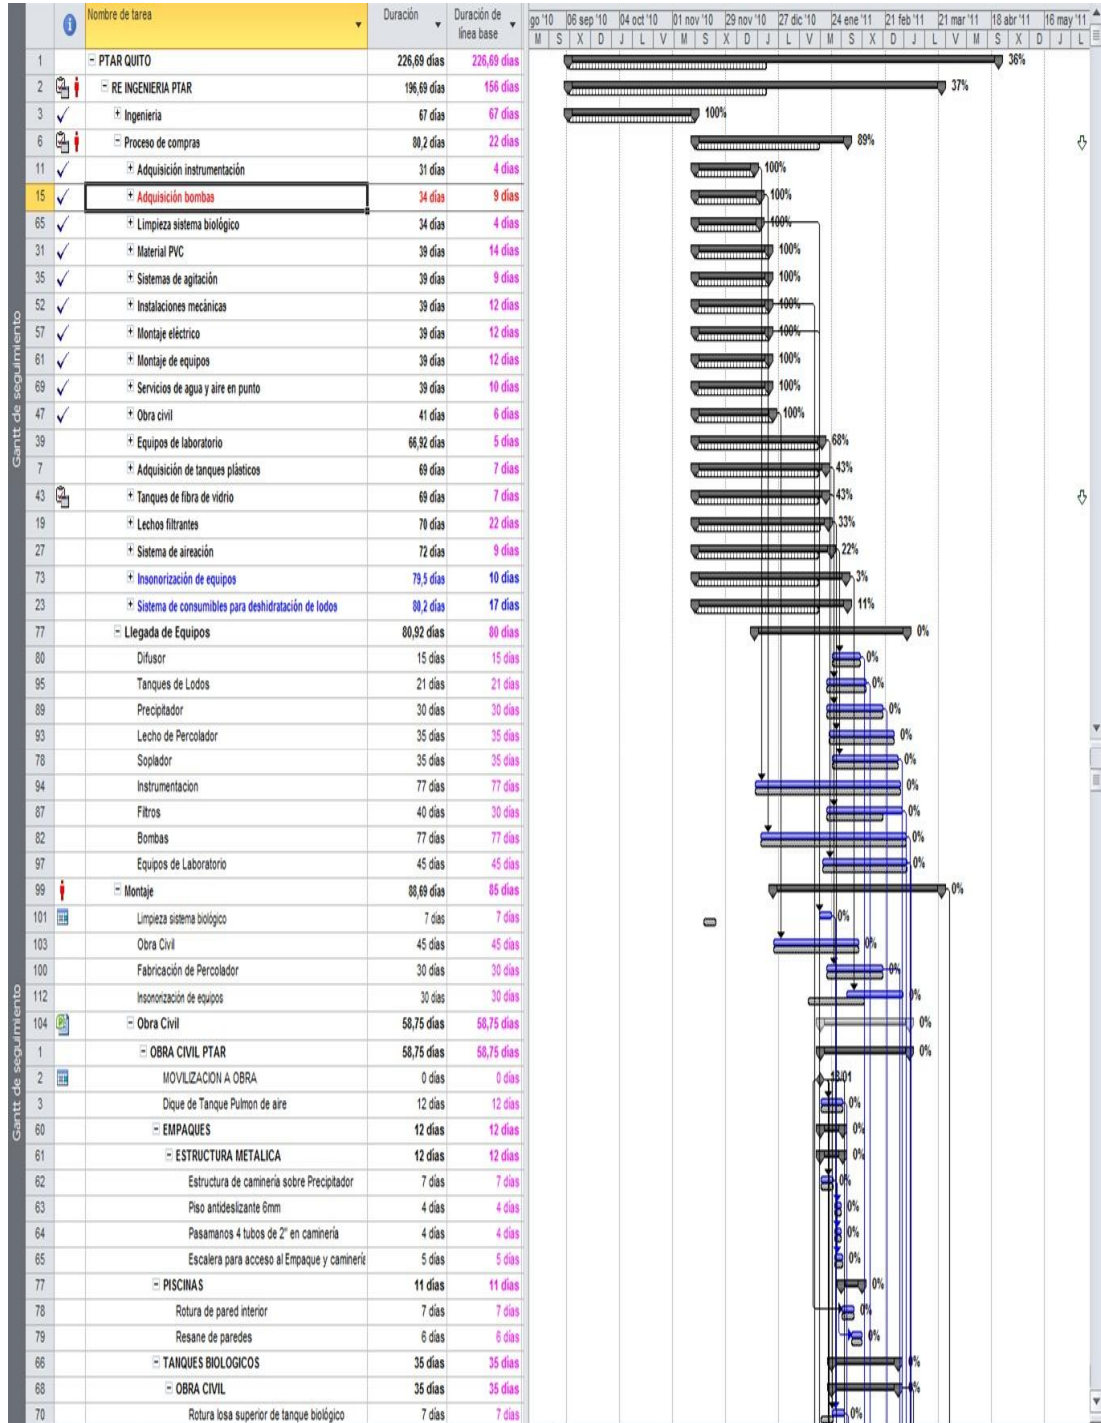 Nombre de tarea Duración Duración de línea base
ago '10 06 sep '10 04 oct '10 01 nov '10 29 nov '10 27 dic '10 24 ene '11 21 feb '11 21 mar '11 18 abr '11 16 may '11
M S X D J L V M S X D J L V M S X D J L V M S X D J L
1 PTAR QUITO 226,69 días 226,69 días 36%
2 RE INGENIERIA PTAR 196,69 días 156 días 37%
3 Ingeniería 67 días 67 días 100%
6 Proceso de compras 80,2 días 22 días 89%
11 Adquisición instrumentación 31 días 4 días 100%
15 Adquisición bombas 34 días 9 días 100%
65 Limpieza sistema biológico 34 días 4 días 100%
31 Material PVC 39 días 14 días 100%
35 Sistemas de agitación 39 días 9 días 100%
52 Instalaciones mecánicas 39 días 12 días 100%
57 Montaje eléctrico 39 días 12 días 100%
61 Montaje de equipos 39 días 12 días 100%
69 Servicios de agua y aire en punto 39 días 10 días 100%
47 Obra civil 41 días 6 días 100%
39 Equipos de laboratorio 66,92 días 5 días 68%
7 Adquisición de tanques plásticos 69 días 7 días 43%
43 Tanques de fibra de vidrio 69 días 7 días 43%
19 Lechos filtrantes 70 días 22 días 33%
27 Sistema de aireación 72 días 9 días 22%
73 Insonorización de equipos 79,5 días 10 días 3%
23 Sistema de consumibles para deshidratación de lodos 80,2 días 17 días 11%
77 Llegada de Equipos 80,92 días 80 días 0%
80 Difusor 15 días 15 días 0%
95 Tanques de Lodos 21 días 21 días 0%
89 Precipitador 30 días 30 días 0%
93 Lecho de Percolador 35 días 35 días 0%
78 Soplador 35 días 35 días 0%
94 Instrumentacion 77 días 77 días 0%
87 Filtros 40 días 30 días 0%
82 Bombas 77 días 77 días 0%
97 Equipos de Laboratorio 45 días 45 días 0%
99 Montaje 88,69 días 85 días 0%
101 Limpieza sistema biológico 7 días 7 días 0%
103 Obra Civil 45 días 45 días 0%
100 Fabricación de Percolador 30 días 30 días 0%
112 Insonorización de equipos 30 días 30 días 0%
104 Obra Civil 58,75 días 58,75 días 0%
1 OBRA CIVIL PTAR 58,75 días 58,75 días 0%
2 MOVILIZACION A OBRA 0 días 0 días 18/01
3 Dique de Tanque Pulmon de aire 12 días 12 días 0%
60 EMPAQUES 12 días 12 días 0%
61 ESTRUCTURA METALICA 12 días 12 días 0%
62 Estructura de caminería sobre Precipitador 7 días 7 días 0%
63 Piso antideslizante 6mm 4 días 4 días 0%
64 Pasamanos 4 tubos de 2" en caminería 4 días 4 días 0%
65 Escalera para acceso al Empaque y caminería 5 días 5 días 0%
77 PISCINAS 11 días 11 días 0%
78 Rotura de pared interior 7 días 7 días 0%
79 Resane de paredes 6 días 6 días 0%
66 TANQUES BIOLOGICOS 35 días 35 días 0%
68 OBRA CIVIL 35 días 35 días 0%
70 Rotura losa superior de tanque biológico 7 días 7 días 0%
Gantt de seguimiento
Gantt de seguimiento